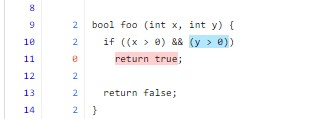 8
9 2 bool foo (int x, int y) {
10 2 if ((x > 0) && (y > 0))
11 0 return true;
12 2
13 2 return false;
14 2 }